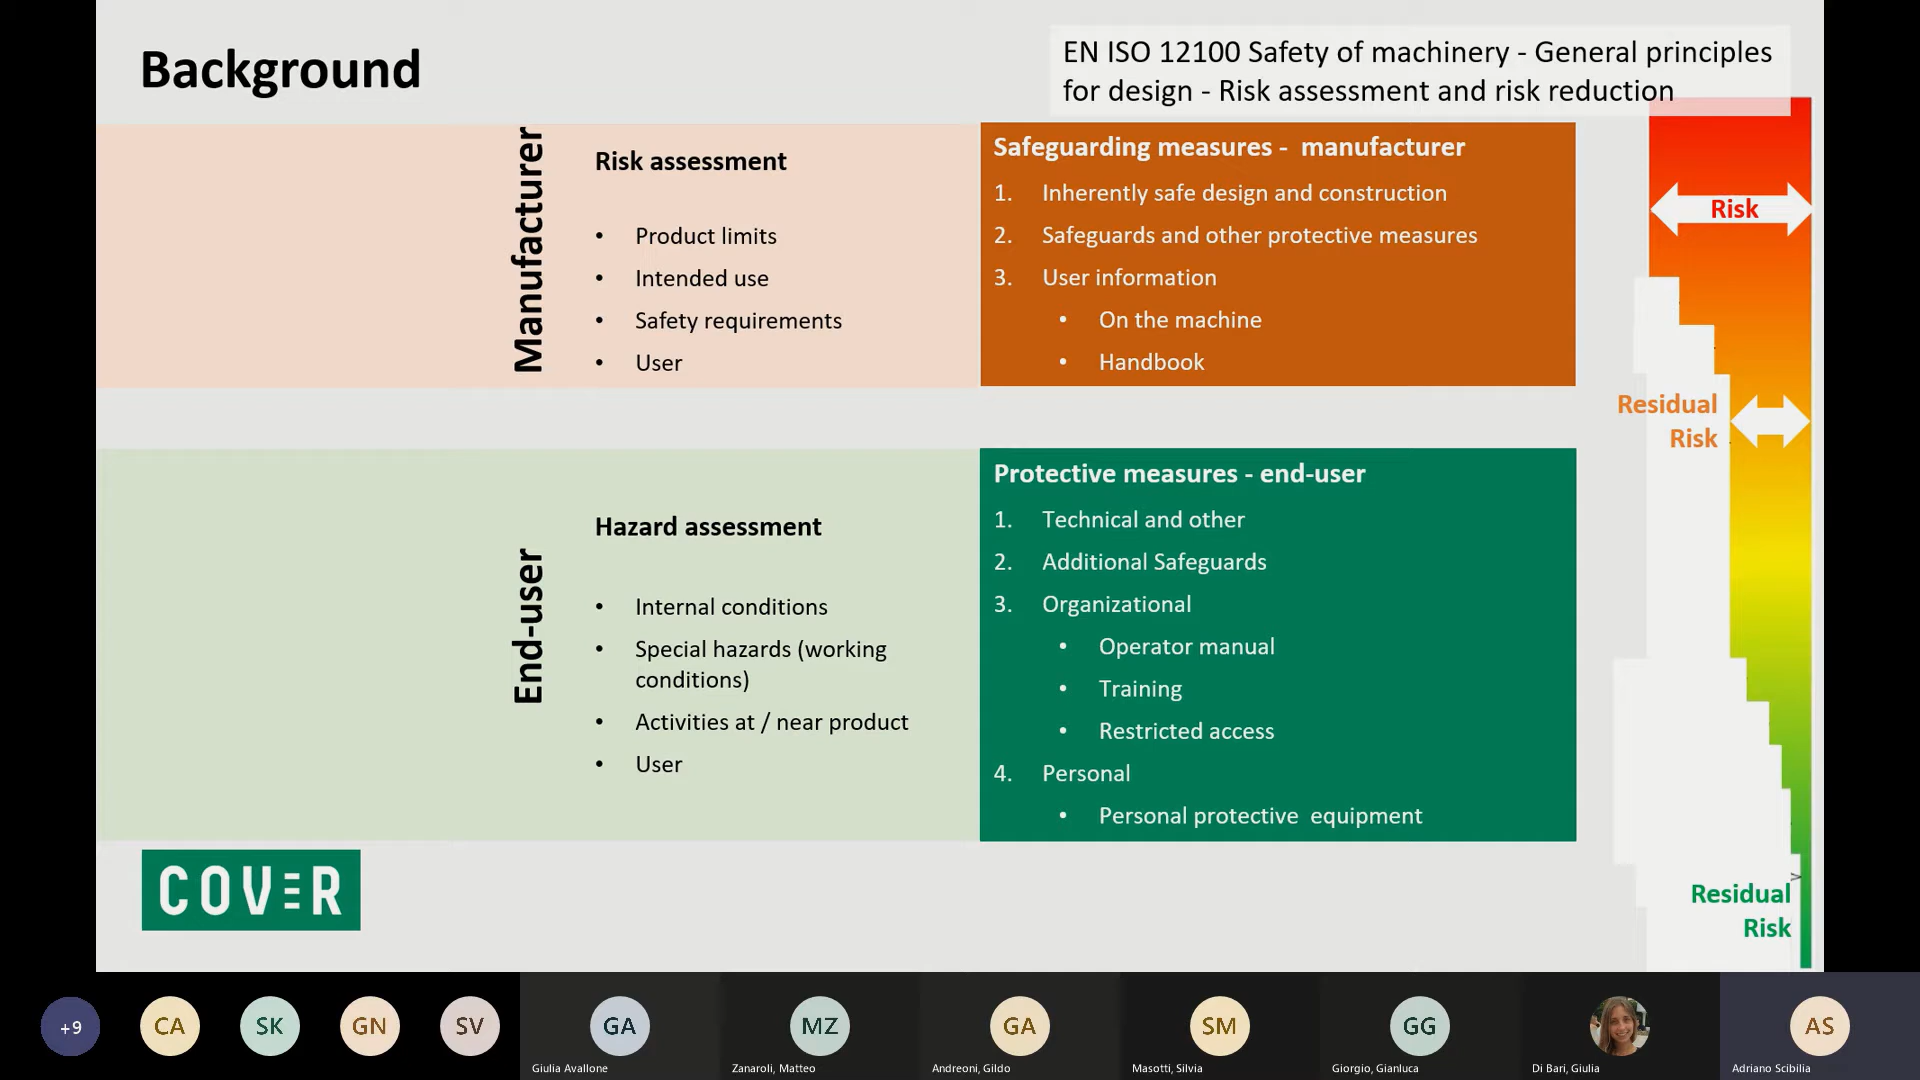 Background
EN ISO 12100 Safety of machinery - General principles
for design - Risk assessment and risk reduction
Manufacturer
Risk assessment
• Product limits
• Intended use
• Safety requirements
• User
Safeguarding measures - manufacturer
1. Inherently safe design and construction
2. Safeguards and other protective measures
3. User information
• On the machine
• Handbook
Risk
Residual
Risk
End-user
Hazard assessment
• Internal conditions
• Special hazards (working
conditions)
• Activities at / near product
• User
Protective measures - end-user
1. Technical and other
2. Additional Safeguards
3. Organizational
• Operator manual
• Training
• Restricted access
4. Personal
• Personal protective equipment
Residual
Risk
COVER
+9
CA
SK
GN
SV
GA
Giulia Avallone
MZ
Zanaroli, Matteo
GA
Andreoni, Gildo
SM
Masotti, Silvia
GG
Giorgio, Gianluca
Di Bari, Giulia
AS
Adriano Scibilia